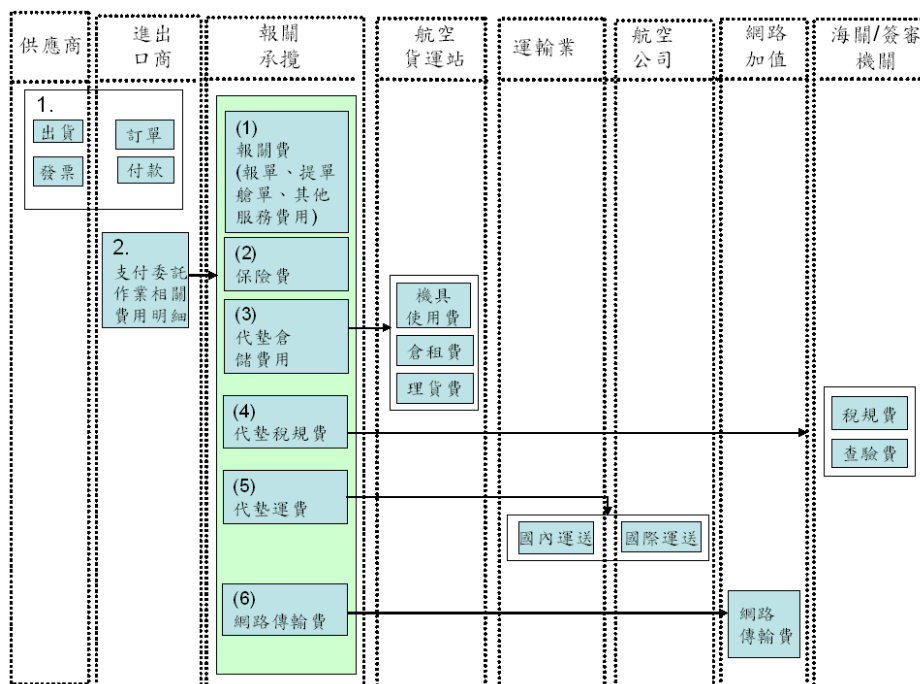 供應商
進出
口商
報關
承攬
航空
貨運站
運輸業
航空
公司
網路
加值
海關/簽審
機關
1.
出貨
訂單
發票
付款
(1)
報關費
(報單、提單
艙單、其他
服務費用)
2.
支付委託
作業相關
費用明細
(2)
保險費
(3)
代墊倉
儲費用
機具
使用費
倉租費
理貨費
(4)
代墊稅規費
稅規費
查驗費
(5)
代墊運費
國內運送
國際運送
(6)
網路傳輸費
網路
傳輸費